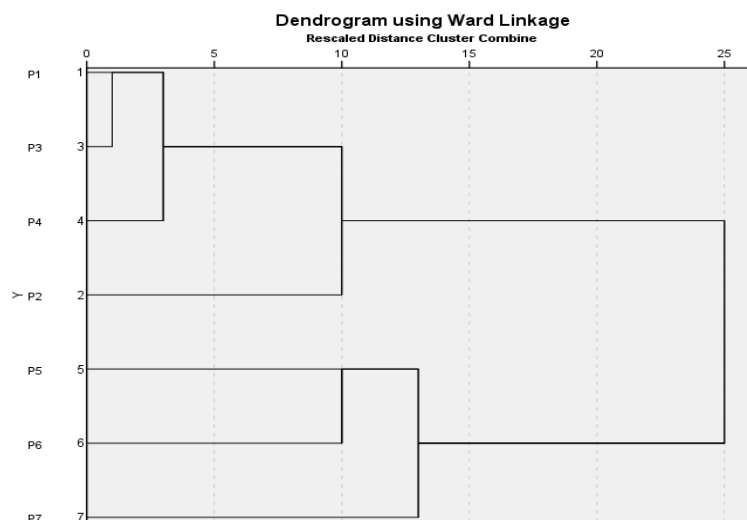 Dendrogram using Ward Linkage
Rescaled Distance Cluster Combine
0 5 10 15 20 25
P1 1
P3 3
P4 4
Y P2 2
P5 5
P6 6
P7 7